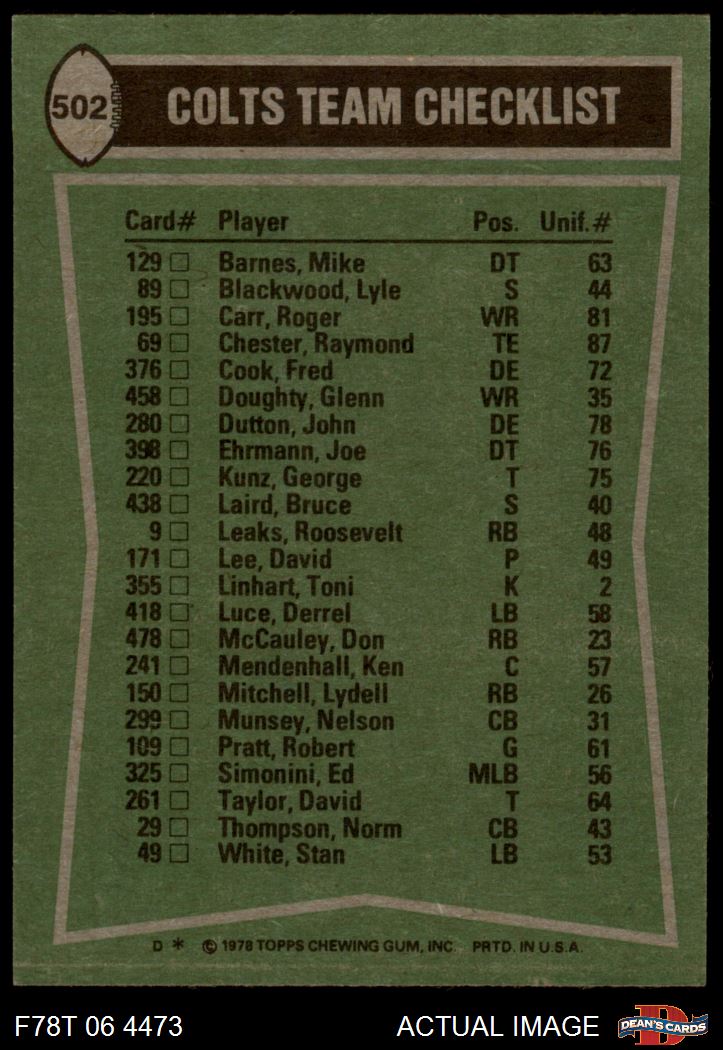 502
COLTS TEAM CHECKLIST
Card# Player Pos. Unif.#
129 Barnes, Mike DT 63
89 Blackwood, Lyle S 44
195 Carr, Roger WR 81
69 Chester, Raymond TE 87
376 Cook, Fred DE 72
458 Doughty, Glenn WR 35
280 Dutton, John DE 78
398 Ehrmann, Joe DT 76
220 Kunz, George T 75
438 Laird, Bruce S 40
9 Leaks, Roosevelt RB 48
171 Lee, David P 49
355 Linhart, Toni K 2
418 Luce, Derrel LB 58
478 McCauley, Don RB 23
241 Mendenhall, Ken C 57
150 Mitchell, Lydell RB 26
299 Munsey, Nelson CB 31
109 Pratt, Robert G 61
325 Simonini, Ed MLB 56
261 Taylor, David T 64
29 Thompson, Norm CB 43
49 White, Stan LB 53
D * © 1978 TOPPS CHEWING GUM, INC. PRTD. IN U.S.A.
F78T 06 4473 ACTUAL IMAGE
D
DEAN'S CARDS